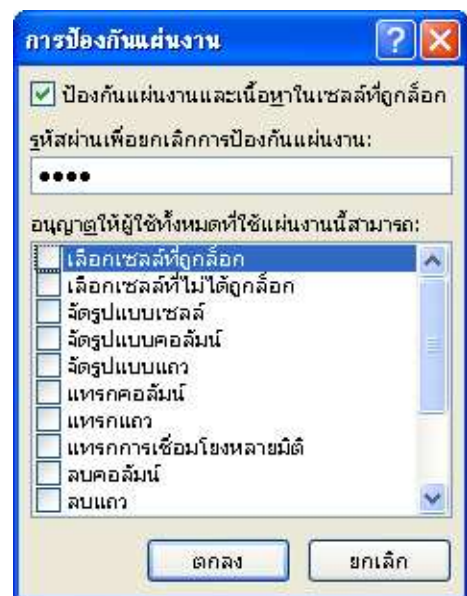 การป้องกันแผ่นงาน
ป้องกันแผ่นงานและเนื้อหาในเซลล์ที่ถูกล็อก
รหัสผ่านเพื่อยกเลิกการป้องกันแผ่นงาน:
●●●●
อนุญาตให้ผู้ใช้ทั้งหมดที่ใช้แผ่นงานนี้สามารถ:
เลือกเซลล์ที่ถูกล็อก
เลือกเซลล์ที่ไม่ได้ถูกล็อก
จัดรูปแบบเซลล์
จัดรูปแบบคอลัมน์
จัดรูปแบบแถว
แทรกคอลัมน์
แทรกแถว
แทรกการเชื่อมโยงหลายมิติ
ลบคอลัมน์
ลบแถว
ตกลง ยกเลิก